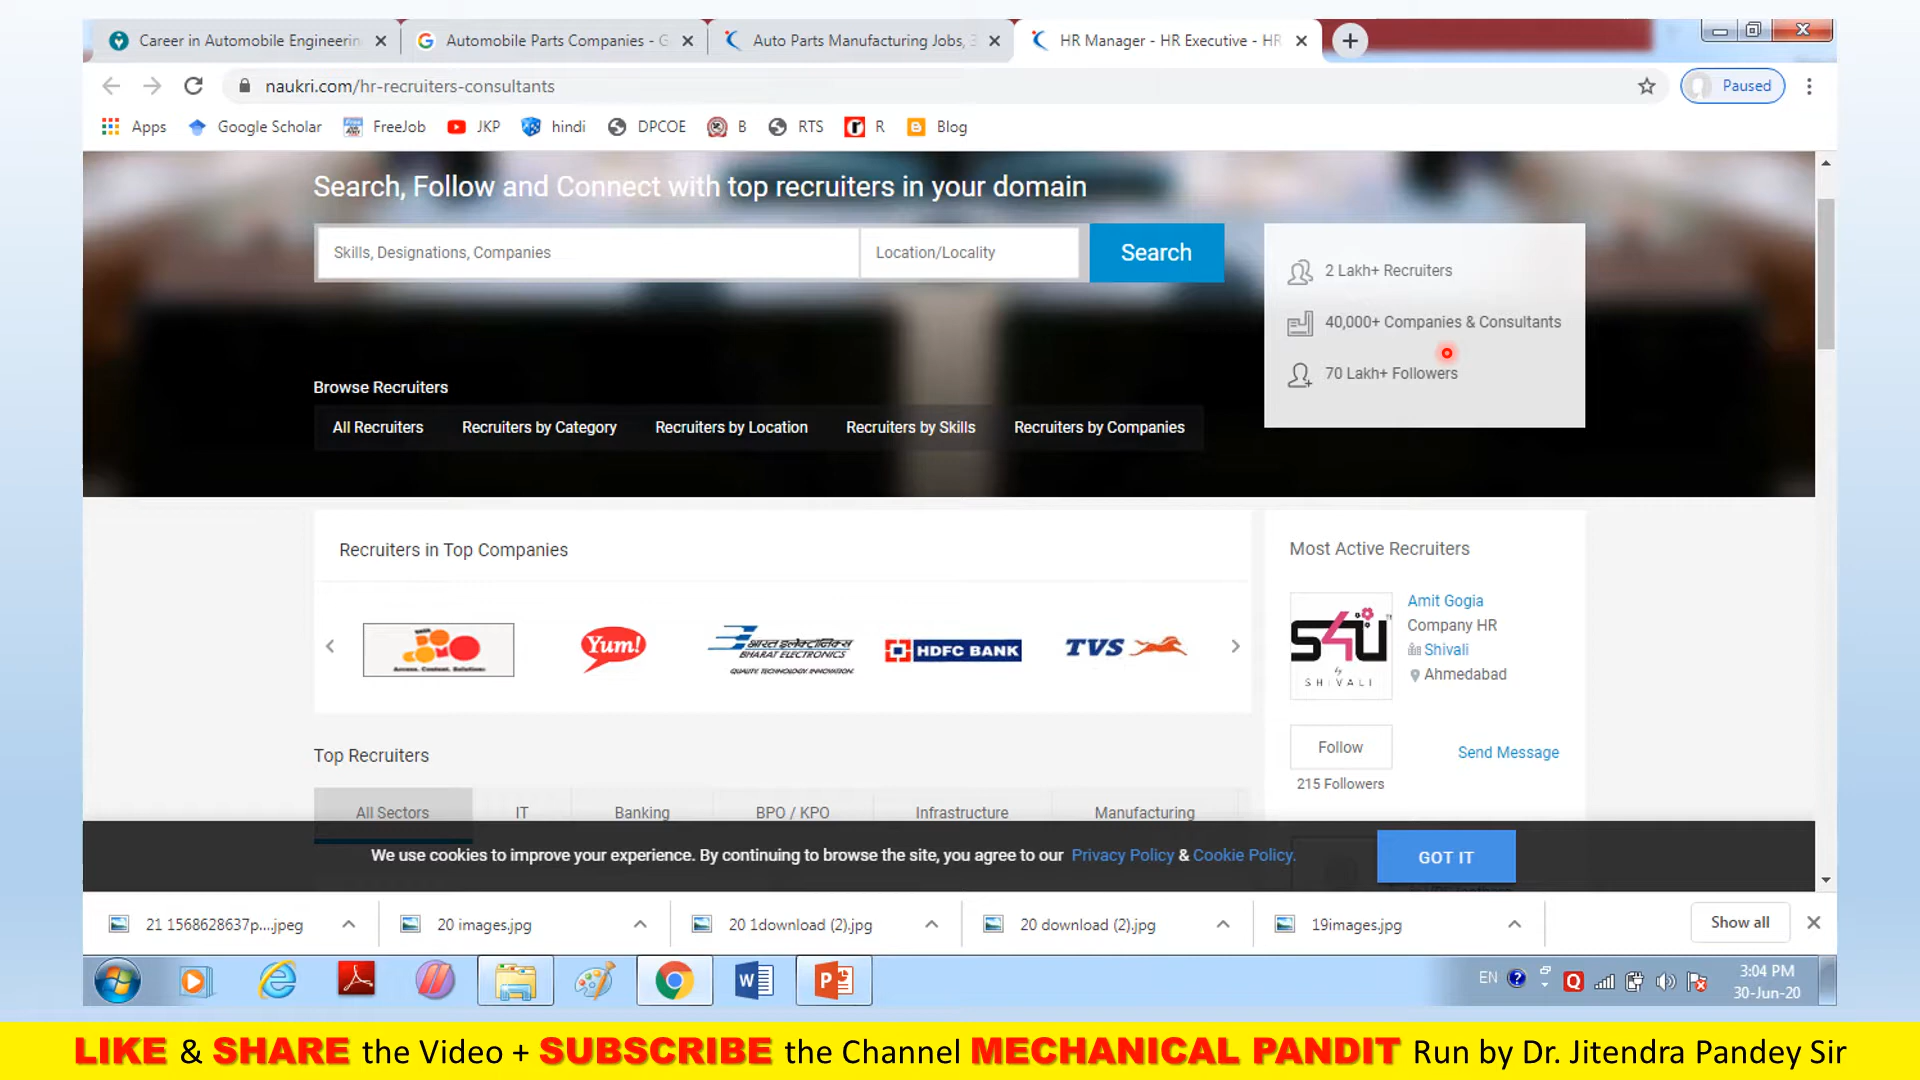 Career in Automobile Engineerin
Automobile Parts Companies - G
Auto Parts Manufacturing Jobs, 3
HR Manager - HR Executive - HR
naukri.com/hr-recruiters-consultants
Paused
Apps Google Scholar FreeJob JKP hindi DPCOE B RTS R Blog
Search, Follow and Connect with top recruiters in your domain
Skills, Designations, Companies
Location/Locality
Search
2 Lakh+ Recruiters
40,000+ Companies & Consultants
70 Lakh+ Followers
Browse Recruiters
All Recruiters Recruiters by Category Recruiters by Location Recruiters by Skills Recruiters by Companies
Recruiters in Top Companies
Yum!
भारत इलेक्ट्रॉनिक्स
BHARAT ELECTRONICS
QUALITY. TECHNOLOGY. INNOVATION.
HDFC BANK
TVS
Most Active Recruiters
S4U
SHIVALI
Amit Gogia
Company HR
Shivali
Ahmedabad
Follow
Send Message
215 Followers
Top Recruiters
All Sectors IT Banking BPO / KPO Infrastructure Manufacturing
We use cookies to improve your experience. By continuing to browse the site, you agree to our Privacy Policy & Cookie Policy.
GOT IT
21 1568628637p....jpeg
20 images.jpg
20 1download (2).jpg
20 download (2).jpg
19images.jpg
Show all
EN
3:04 PM
30-Jun-20
LIKE & SHARE the Video + SUBSCRIBE the Channel MECHANICAL PANDIT Run by Dr. Jitendra Pandey Sir